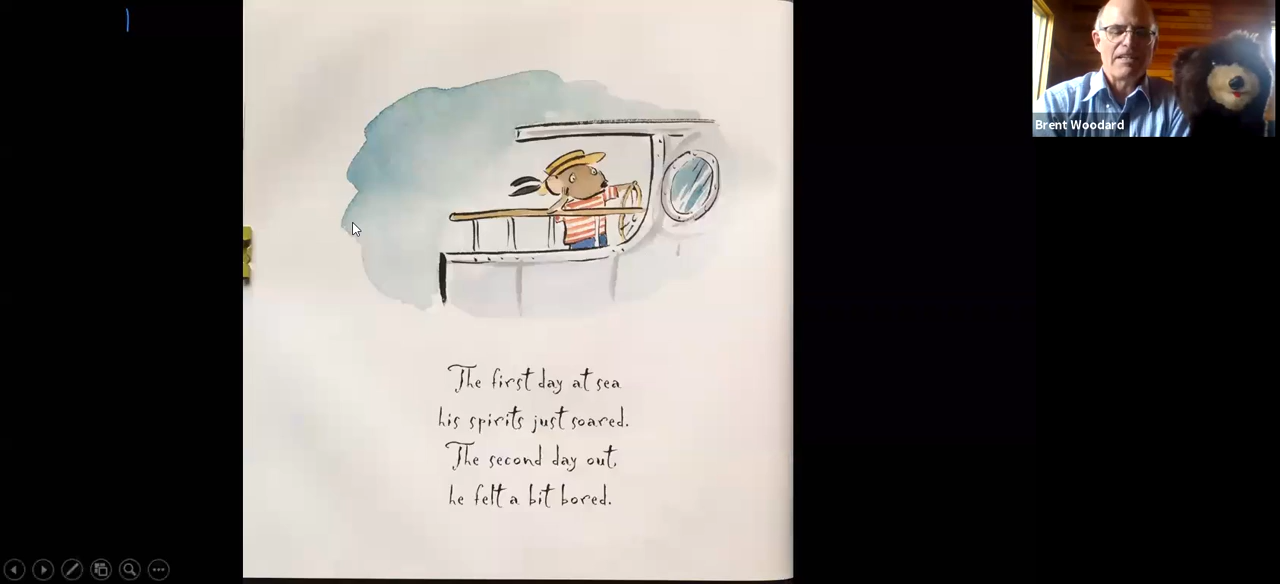 Brent Woodard
The first day at sea
his spirits just soared.
The second day out,
he felt a bit bored.